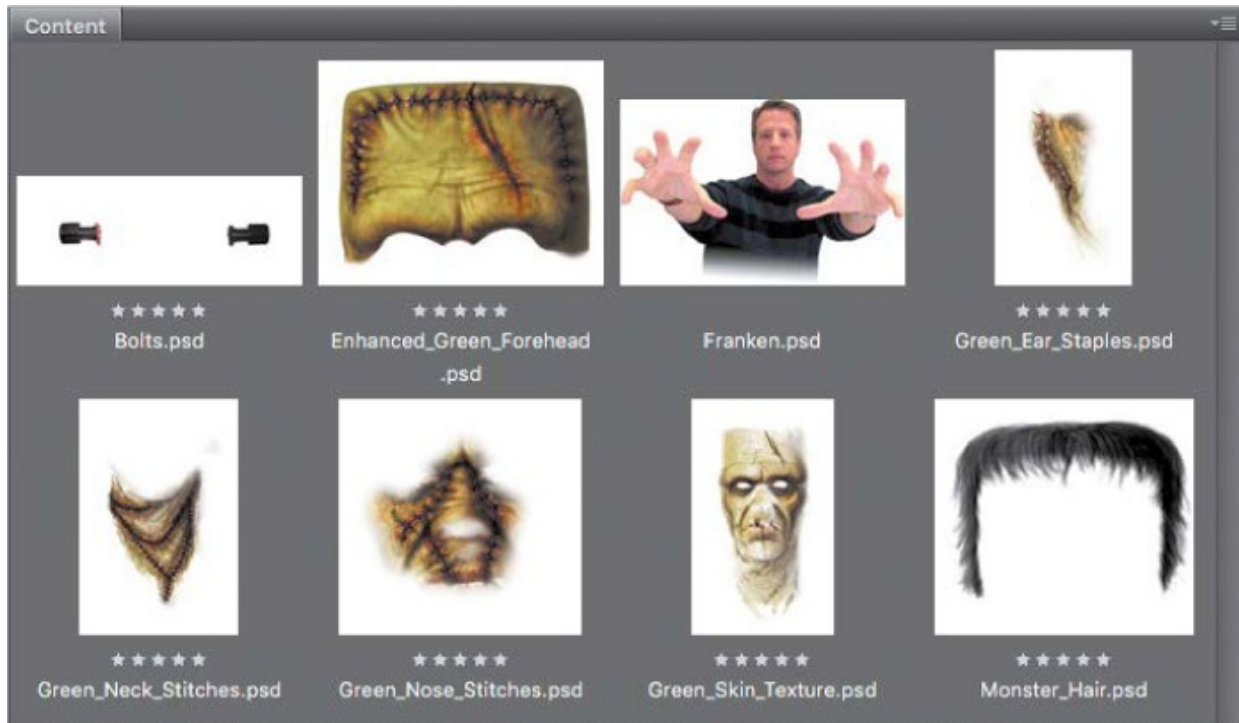 Content
Bolts.psd
Enhanced_Green_Forehead
.psd
Franken.psd
Green_Ear_Staples.psd
Green_Neck_Stitches.psd
Green_Nose_Stitches.psd
Green_Skin_Texture.psd
Monster_Hair.psd